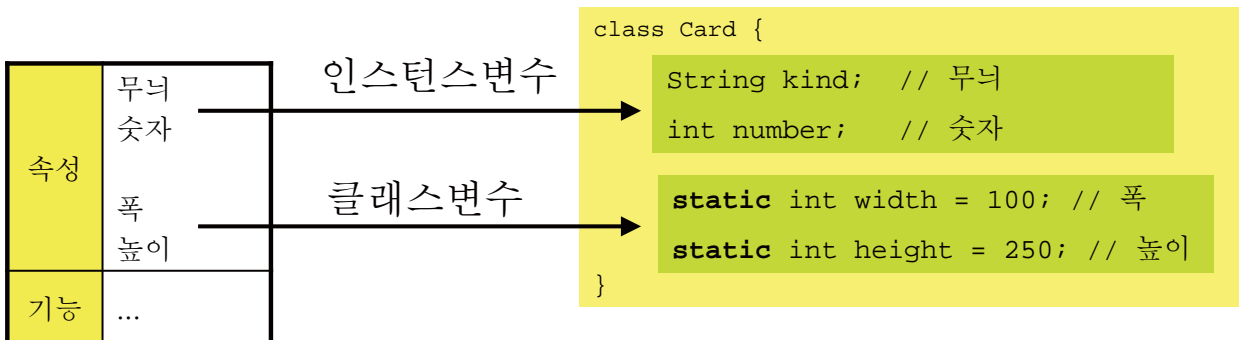 속성
무늬
숫자
폭
높이
기능
...
인스턴스변수
클래스변수
class Card {
String kind; // 무늬
int number; // 숫자
static int width = 100; // 폭
static int height = 250; // 높이
}